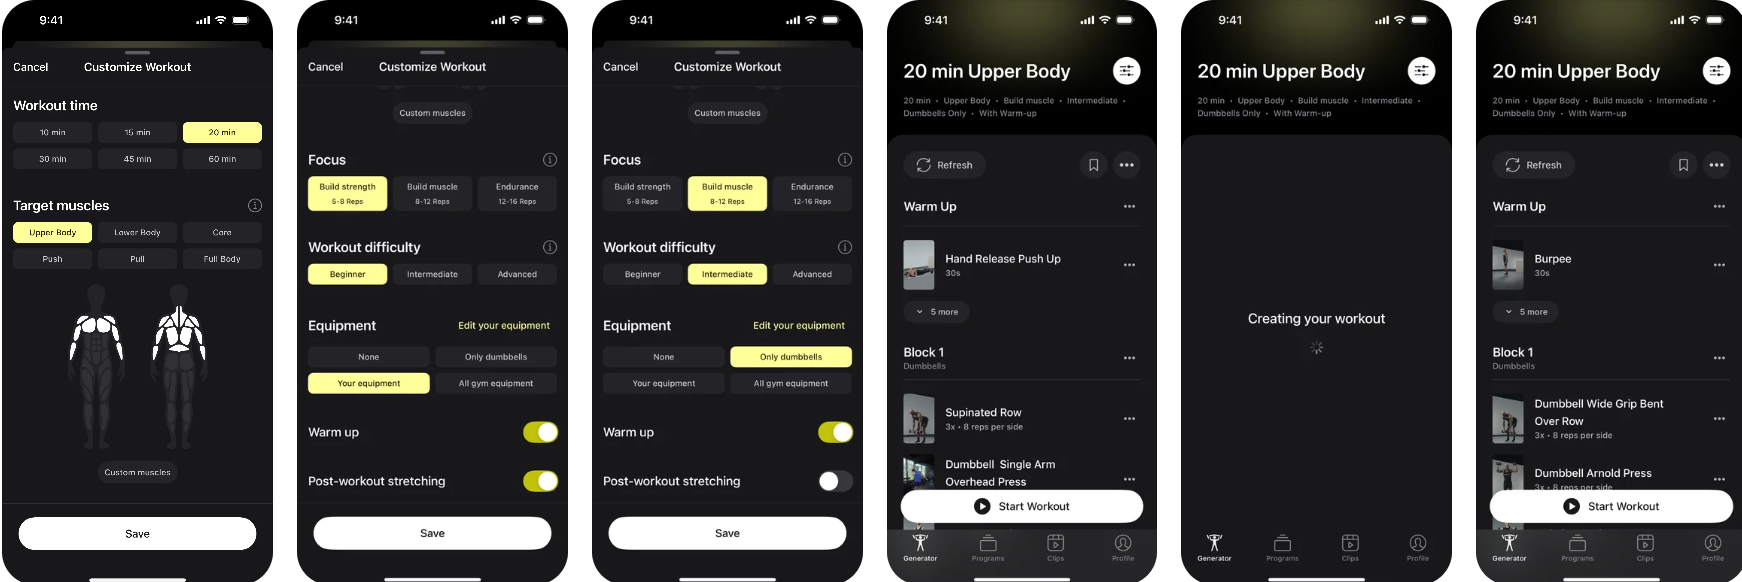 9:41
Cancel
Customize Workout
Workout time
10 min
15 min
20 min
30 min
45 min
60 min
Target muscles
Upper Body
Lower Body
Core
Push
Pull
Full Body
Custom muscles
Save
9:41
Cancel
Customize Workout
Custom muscles
Focus
Build strength
5-8 Reps
Build muscle
8-12 Reps
Endurance
12-16 Reps
Workout difficulty
Beginner
Intermediate
Advanced
Equipment
Edit your equipment
None
Only dumbbells
Your equipment
All gym equipment
Warm up
Post-workout stretching
Save
9:41
Cancel
Customize Workout
Custom muscles
Focus
Build strength
5-8 Reps
Build muscle
8-12 Reps
Endurance
12-16 Reps
Workout difficulty
Beginner
Intermediate
Advanced
Equipment
Edit your equipment
None
Only dumbbells
Your equipment
All gym equipment
Warm up
Post-workout stretching
Save
9:41
20 min Upper Body
20 min • Upper Body • Build muscle • Intermediate •
Dumbbells Only • With Warm-up
Refresh
Warm Up
Hand Release Push Up
30s
5 more
Block 1
Dumbbells
Supinated Row
3x • 8 reps per side
Dumbbell Single Arm
Overhead Press
Start Workout
Generator
Programs
Clips
Profile
9:41
20 min Upper Body
20 min • Upper Body • Build muscle • Intermediate •
Dumbbells Only • With Warm-up
Creating your workout
Generator
Programs
Clips
Profile
9:41
20 min Upper Body
20 min • Upper Body • Build muscle • Intermediate •
Dumbbells Only • With Warm-up
Refresh
Warm Up
Burpee
30s
5 more
Block 1
Dumbbells
Dumbbell Wide Grip Bent
Over Row
3x • 8 reps per side
Dumbbell Arnold Press
3x • 8 reps per side
Start Workout
Generator
Programs
Clips
Profile